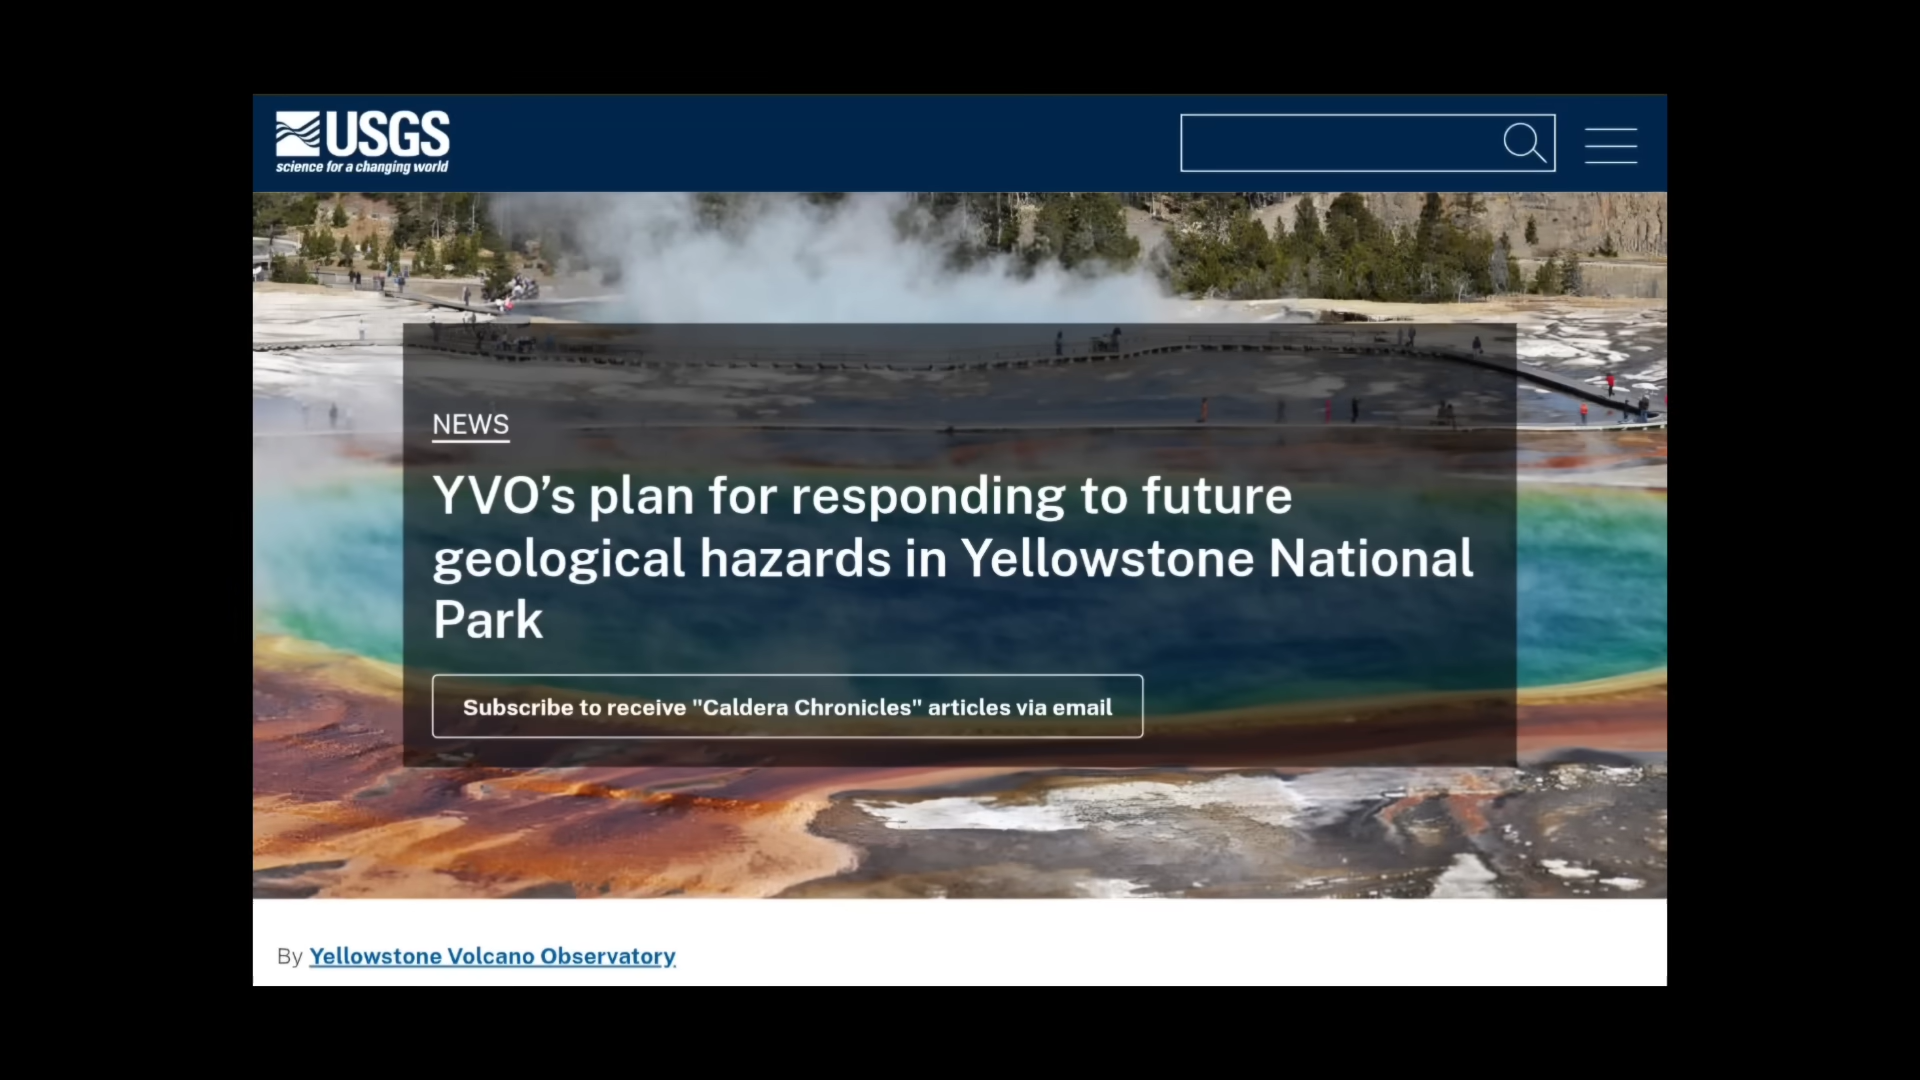 USGS
science for a changing world
NEWS
YVO’s plan for responding to future
geological hazards in Yellowstone National
Park
Subscribe to receive "Caldera Chronicles" articles via email
By Yellowstone Volcano Observatory